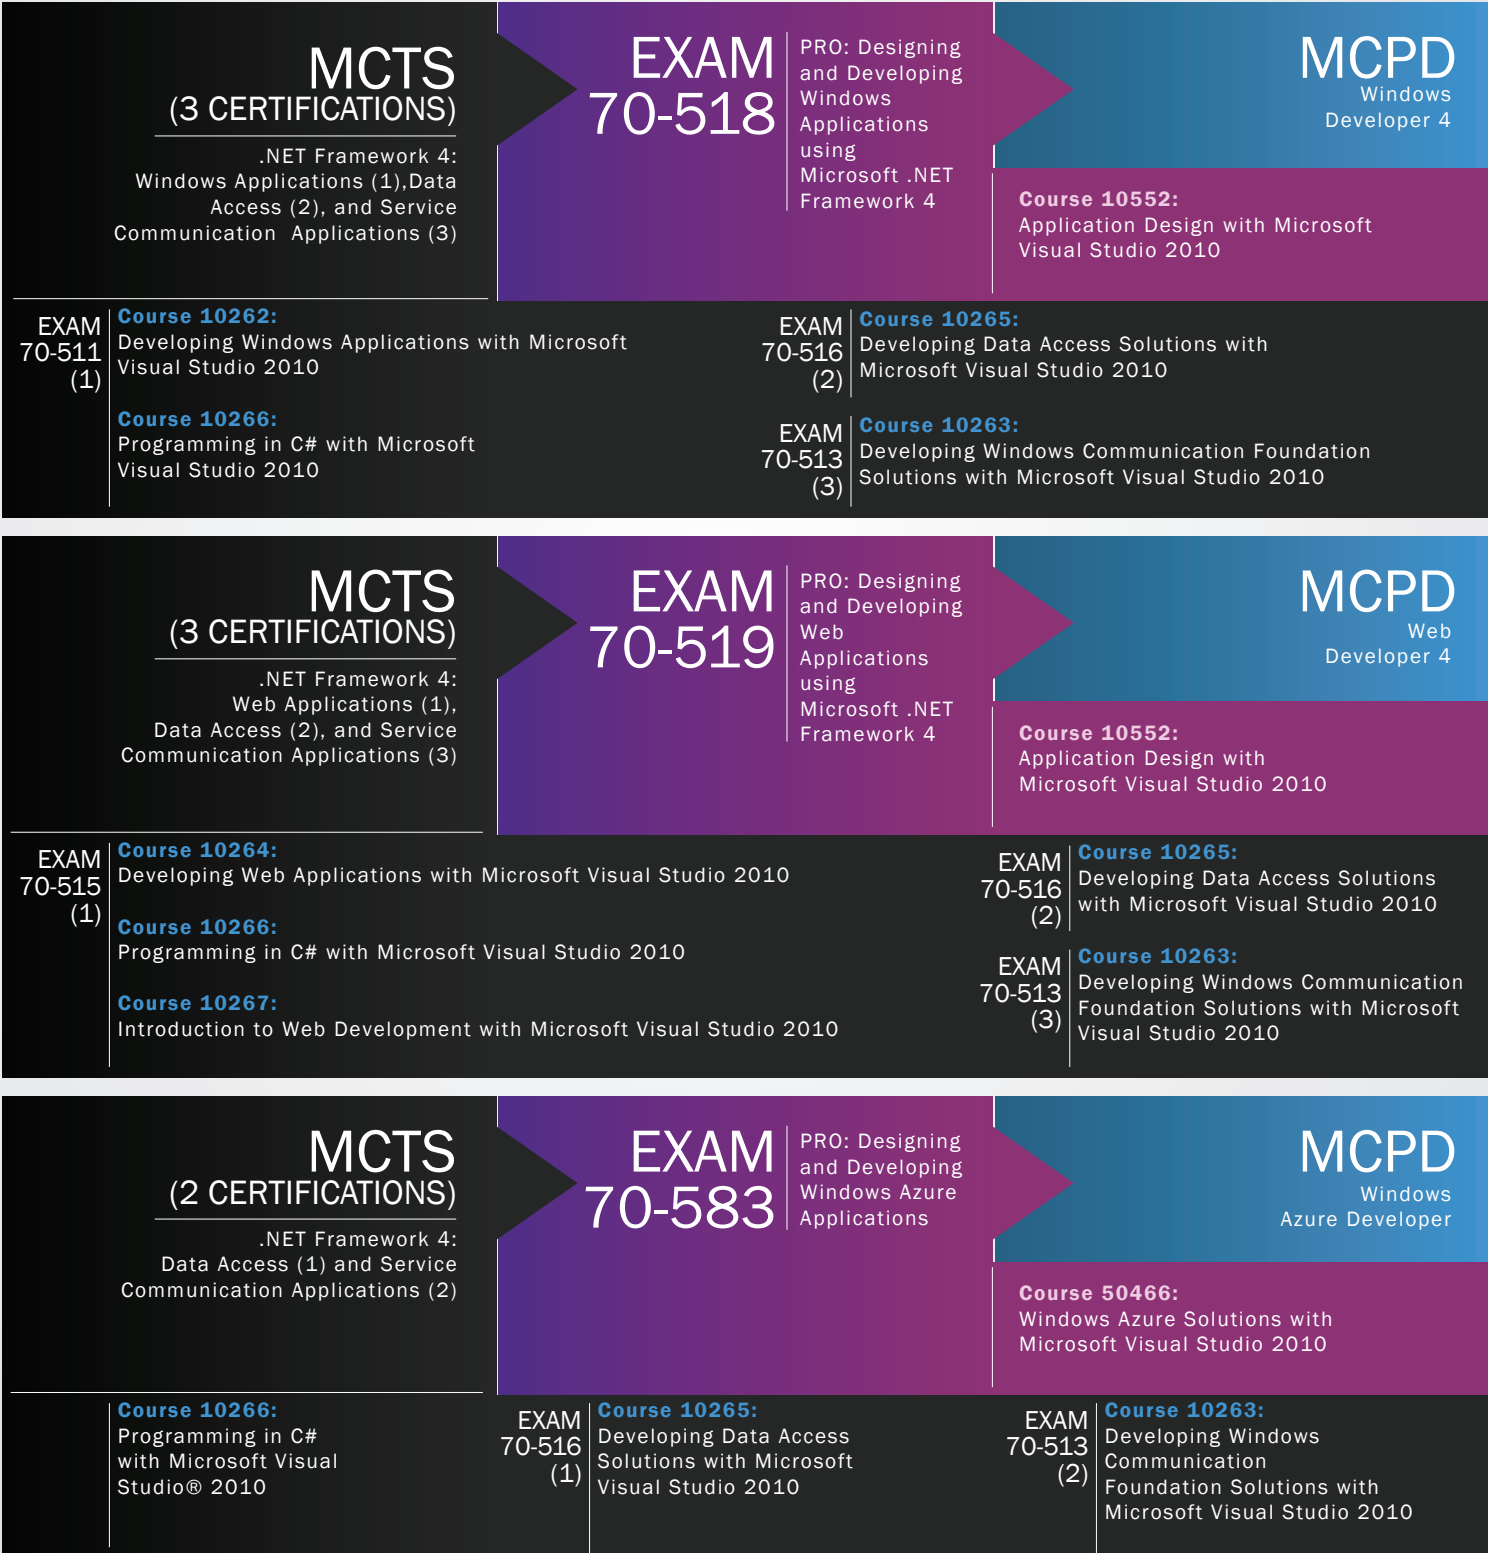 MCTS
(3 CERTIFICATIONS)
.NET Framework 4:
Windows Applications (1),Data
Access (2), and Service
Communication  Applications (3)
EXAM
70-518
PRO: Designing
and Developing
Windows
Applications
using
Microsoft .NET
Framework 4
MCPD
Windows
Developer 4
Course 10552:
Application Design with Microsoft
Visual Studio 2010
EXAM
70-511
(1)
Course 10262:
Developing Windows Applications with Microsoft
Visual Studio 2010
Course 10266:
Programming in C# with Microsoft
Visual Studio 2010
EXAM
70-516
(2)
Course 10265:
Developing Data Access Solutions with
Microsoft Visual Studio 2010
EXAM
70-513
(3)
Course 10263:
Developing Windows Communication Foundation
Solutions with Microsoft Visual Studio 2010
MCTS
(3 CERTIFICATIONS)
.NET Framework 4:
Web Applications (1),
Data Access (2), and Service
Communication Applications (3)
EXAM
70-519
PRO: Designing
and Developing
Web
Applications
using
Microsoft .NET
Framework 4
MCPD
Web
Developer 4
Course 10552:
Application Design with
Microsoft Visual Studio 2010
EXAM
70-515
(1)
Course 10264:
Developing Web Applications with Microsoft Visual Studio 2010
Course 10266:
Programming in C# with Microsoft Visual Studio 2010
Course 10267:
Introduction to Web Development with Microsoft Visual Studio 2010
EXAM
70-516
(2)
Course 10265:
Developing Data Access Solutions
with Microsoft Visual Studio 2010
EXAM
70-513
(3)
Course 10263:
Developing Windows Communication
Foundation Solutions with Microsoft
Visual Studio 2010
MCTS
(2 CERTIFICATIONS)
.NET Framework 4:
Data Access (1) and Service
Communication Applications (2)
EXAM
70-583
PRO: Designing
and Developing
Windows Azure
Applications
MCPD
Windows
Azure Developer
Course 50466:
Windows Azure Solutions with
Microsoft Visual Studio 2010
Course 10266:
Programming in C#
with Microsoft Visual
Studio® 2010
EXAM
70-516
(1)
Course 10265:
Developing Data Access
Solutions with Microsoft
Visual Studio 2010
EXAM
70-513
(2)
Course 10263:
Developing Windows
Communication
Foundation Solutions with
Microsoft Visual Studio 2010